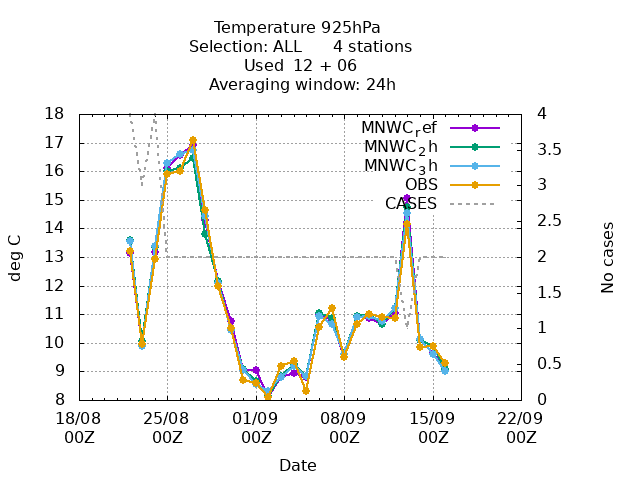 Temperature 925hPa
Selection: ALL 4 stations
Used 12 + 06
Averaging window: 24h
18 4
17 3.5
16 3
15 2.5
14
13 2
12 1.5
11 1
10
9 0.5
8 0
MNWC_ref
MNWC_2h
MNWC_3h
OBS
CASES
deg C
No cases
18/08 25/08 01/09 08/09 15/09 22/09
00Z 00Z 00Z 00Z 00Z 00Z
Date